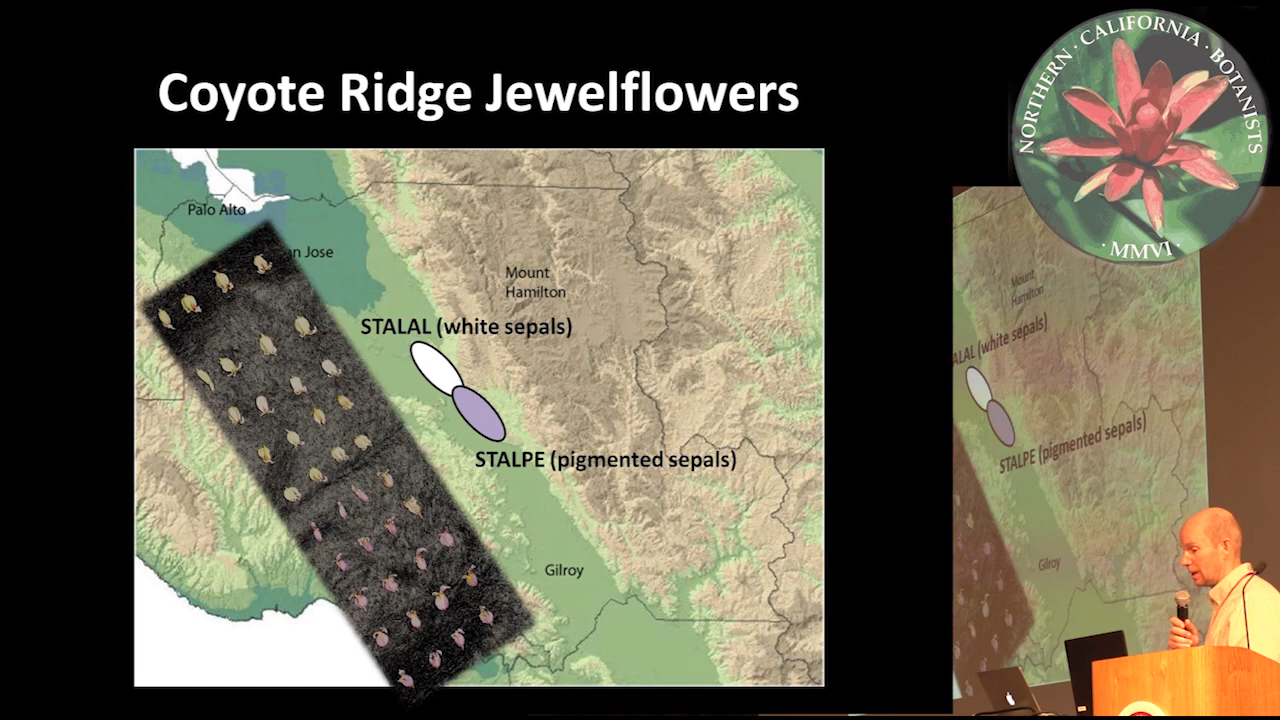 Coyote Ridge Jewelflowers
NORTHERN · CALIFORNIA · BOTANISTS
· MMVI ·
Palo Alto
an Jose
Mount
Hamilton
STALAL (white sepals)
STALPE (pigmented sepals)
Gilroy
Mount
Hamilton
ALAL (white sepals)
STALPE (pigmented sepals)
Gilroy